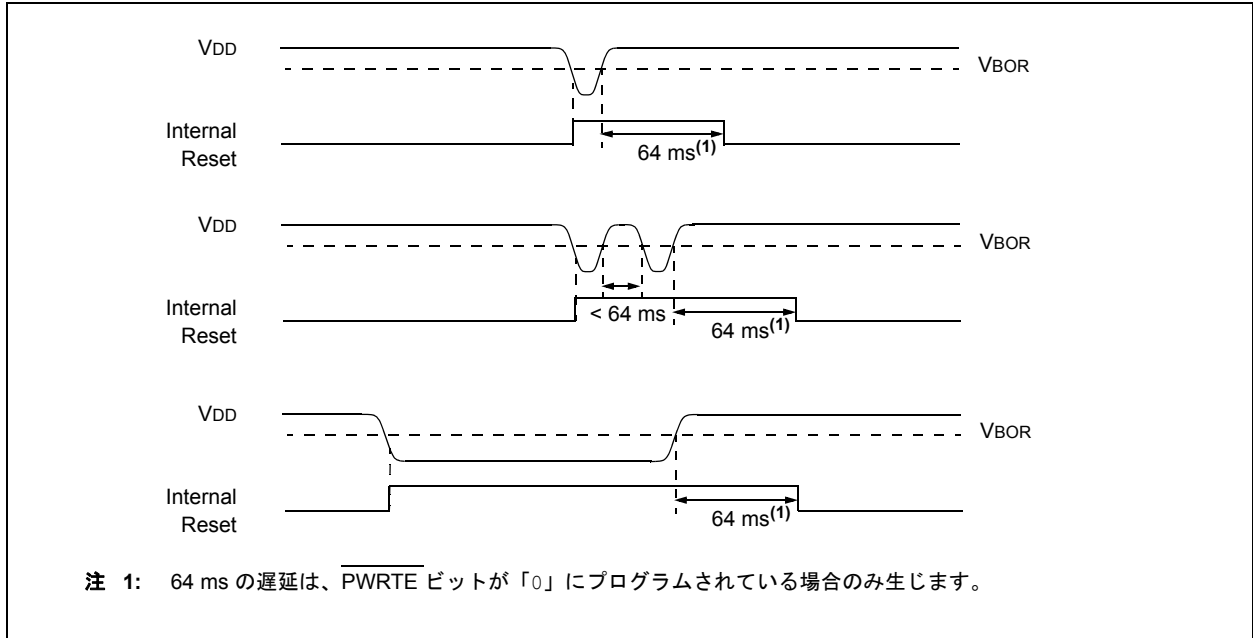 VDD
VBOR
Internal
Reset
64 ms(1)
VDD
VBOR
Internal
Reset
< 64 ms
64 ms(1)
VDD
VBOR
Internal
Reset
64 ms(1)
注 1: 64 ms の遅延は、PWRTE ビットが「0」にプログラムされている場合のみ生じます。